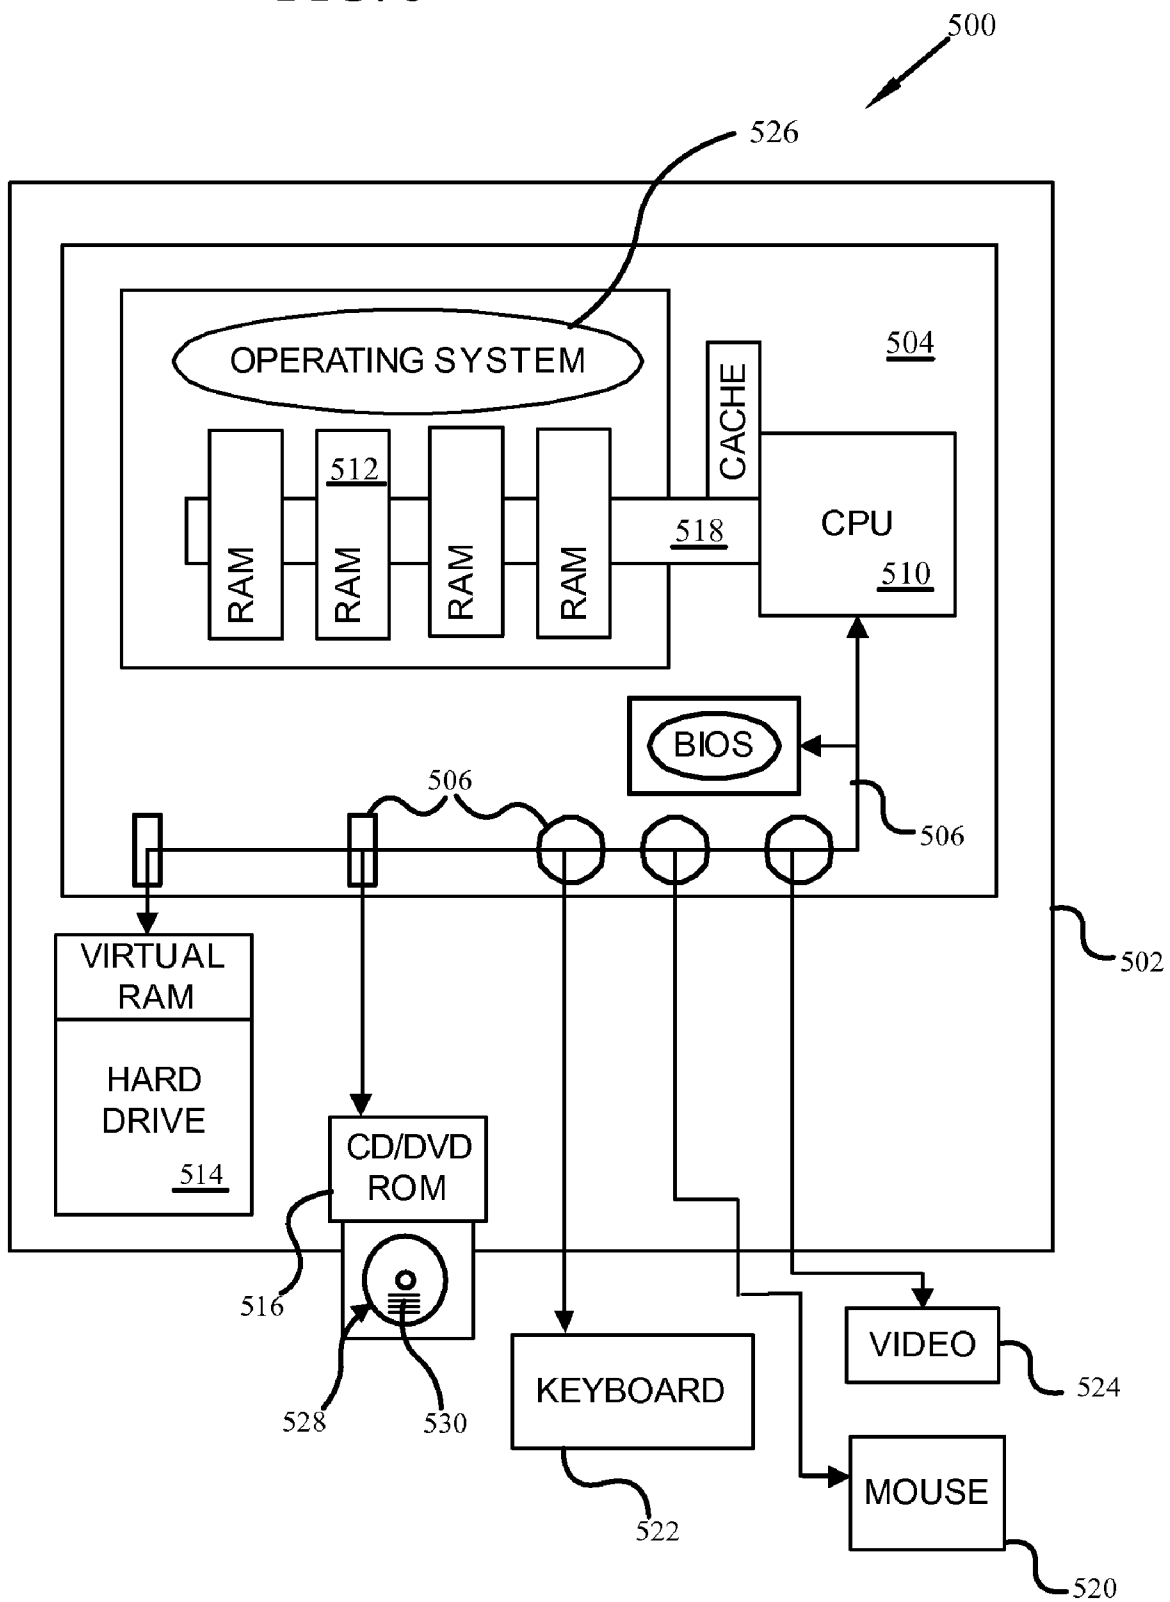 500
526
OPERATING SYSTEM
504
CACHE
512
518
CPU
510
RAM
RAM
RAM
RAM
BIOS
506
506
VIRTUAL
RAM
502
HARD
DRIVE
514
CD/DVD
ROM
516
528
530
KEYBOARD
522
VIDEO
524
MOUSE
520